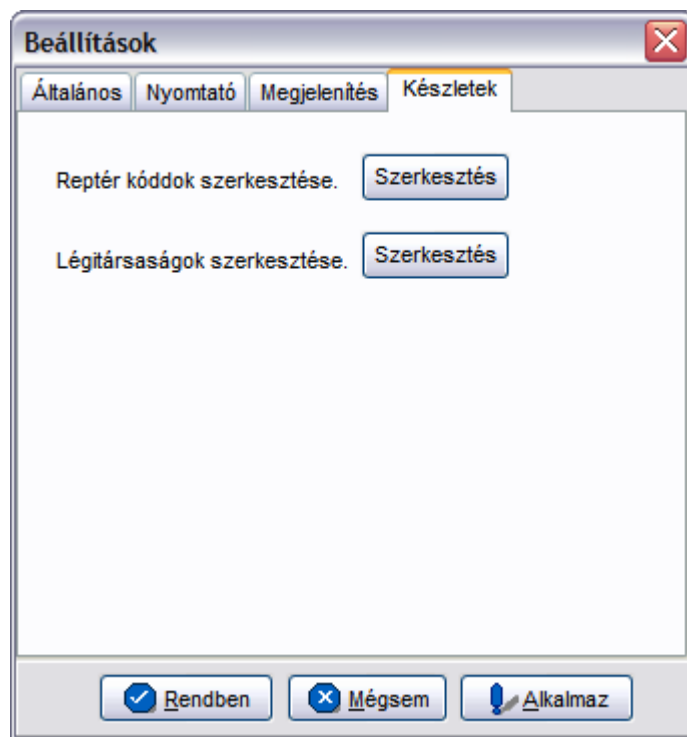 Beállítások
Általános Nyomtató Megjelenítés Készletek
Reptér kóddok szerkesztése. Szerkesztés
Légitársaságok szerkesztése. Szerkesztés
Rendben Mégsem Alkalmaz